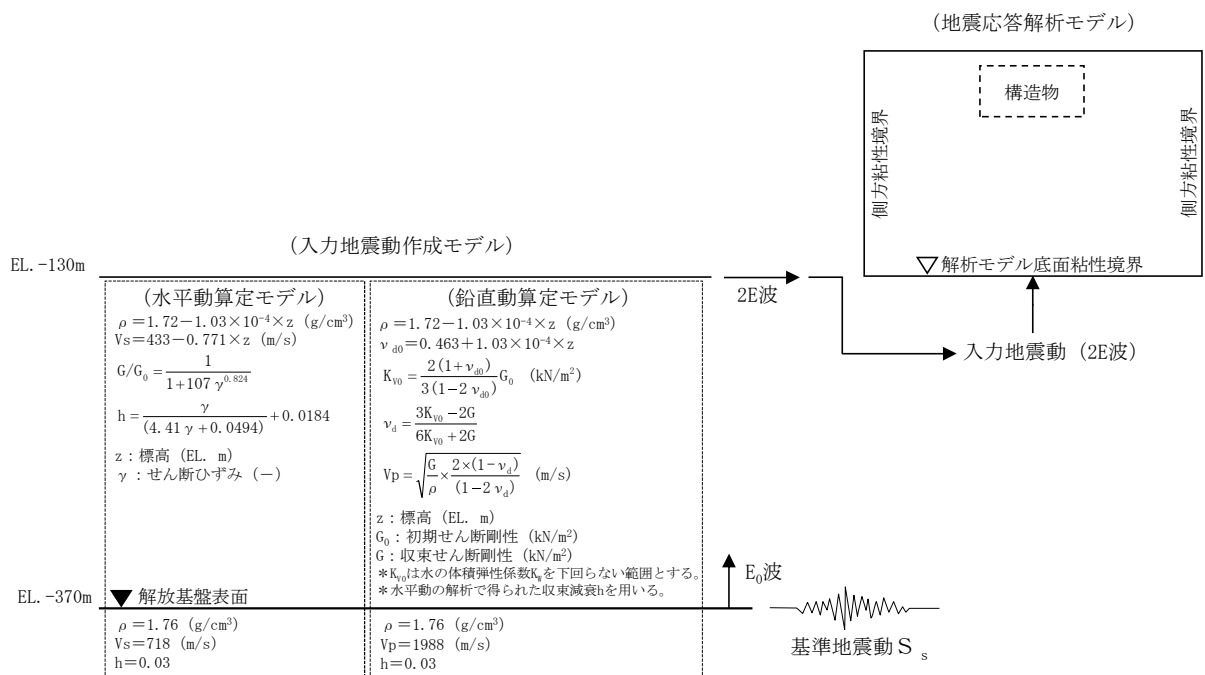 (地震応答解析モデル)
構造物
側方粘性境界
側方粘性境界
▽解析モデル底面粘性境界
(入力地震動作成モデル)
EL.-130m
2E波
入力地震動 (2E波)
(水平動算定モデル)
ρ=1.72-1.03×10⁻⁴×z (g/cm³)
Vs=433-0.771×z (m/s)
G/G₀=1/(1+107γ^0.824)
h=γ/(4.41γ+0.0494)+0.0184
z:標高 (EL. m)
γ:せん断ひずみ (-)
(鉛直動算定モデル)
ρ=1.72-1.03×10⁻⁴×z (g/cm³)
ν_d0=0.463+1.03×10⁻⁴×z
K_V0=2(1+ν_d0)/3(1-2ν_d0) G₀ (kN/m²)
ν_d=(3K_V0-2G)/(6K_V0+2G)
Vp=√(G/ρ×2×(1-ν_d)/(1-2ν_d)) (m/s)
z:標高 (EL. m)
G₀:初期せん断剛性 (kN/m²)
G:収束せん断剛性 (kN/m²)
*K_V0は水の体積弾性係数K_Wを下回らない範囲とする。
*水平動の解析で得られた収束減衰hを用いる。
EL.-370m
▼ 解放基盤表面
E₀波
基準地震動Ss
ρ=1.76 (g/cm³)
Vs=718 (m/s)
h=0.03
ρ=1.76 (g/cm³)
Vp=1988 (m/s)
h=0.03